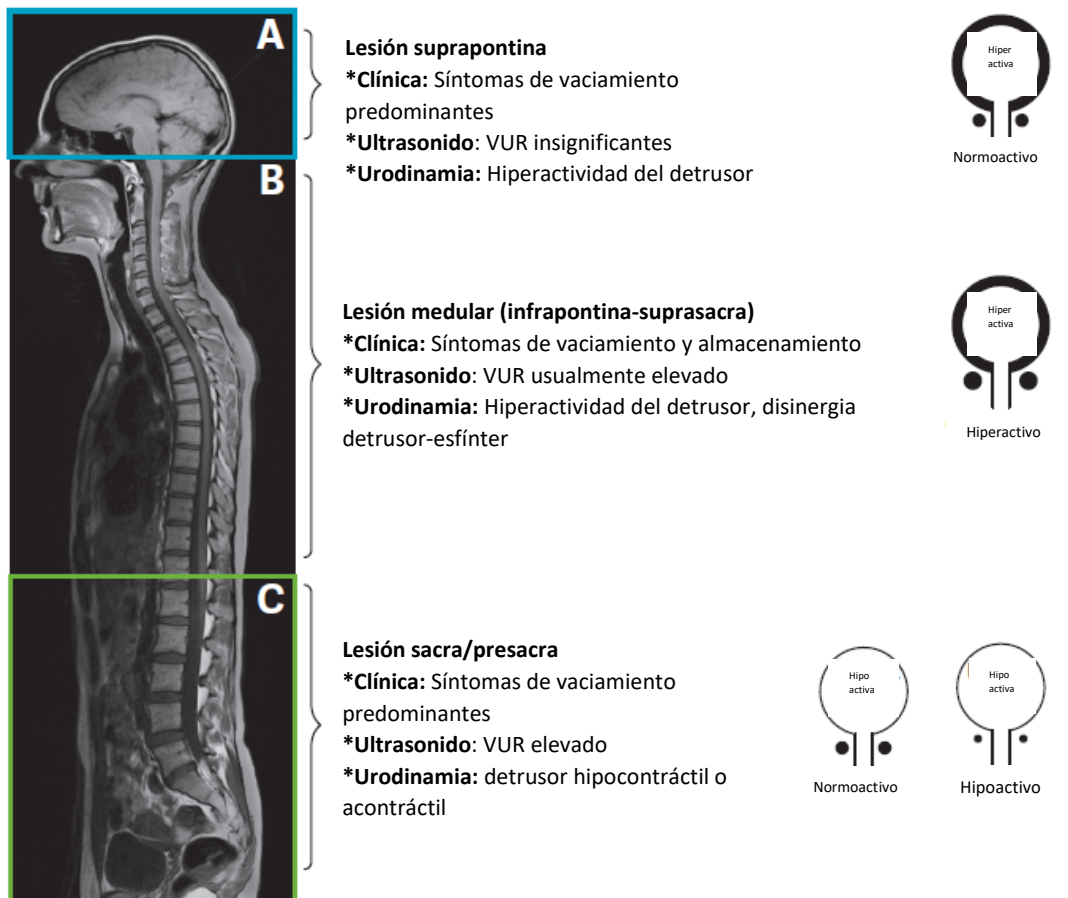 A
Lesión suprapontina
*Clínica: Síntomas de vaciamiento
predominantes
*Ultrasonido: VUR insignificantes
*Urodinamia: Hiperactividad del detrusor
Hiper
activa
Normoactivo
B
Lesión medular (infrapontina-suprasacra)
*Clínica: Síntomas de vaciamiento y almacenamiento
*Ultrasonido: VUR usualmente elevado
*Urodinamia: Hiperactividad del detrusor, disinergia
detrusor-esfínter
Hiper
activa
Hiperactivo
C
Lesión sacra/presacra
*Clínica: Síntomas de vaciamiento
predominantes
*Ultrasonido: VUR elevado
*Urodinamia: detrusor hipocontráctil o
acontráctil
Hipo
activa
Normoactivo
Hipo
activa
Hipoactivo